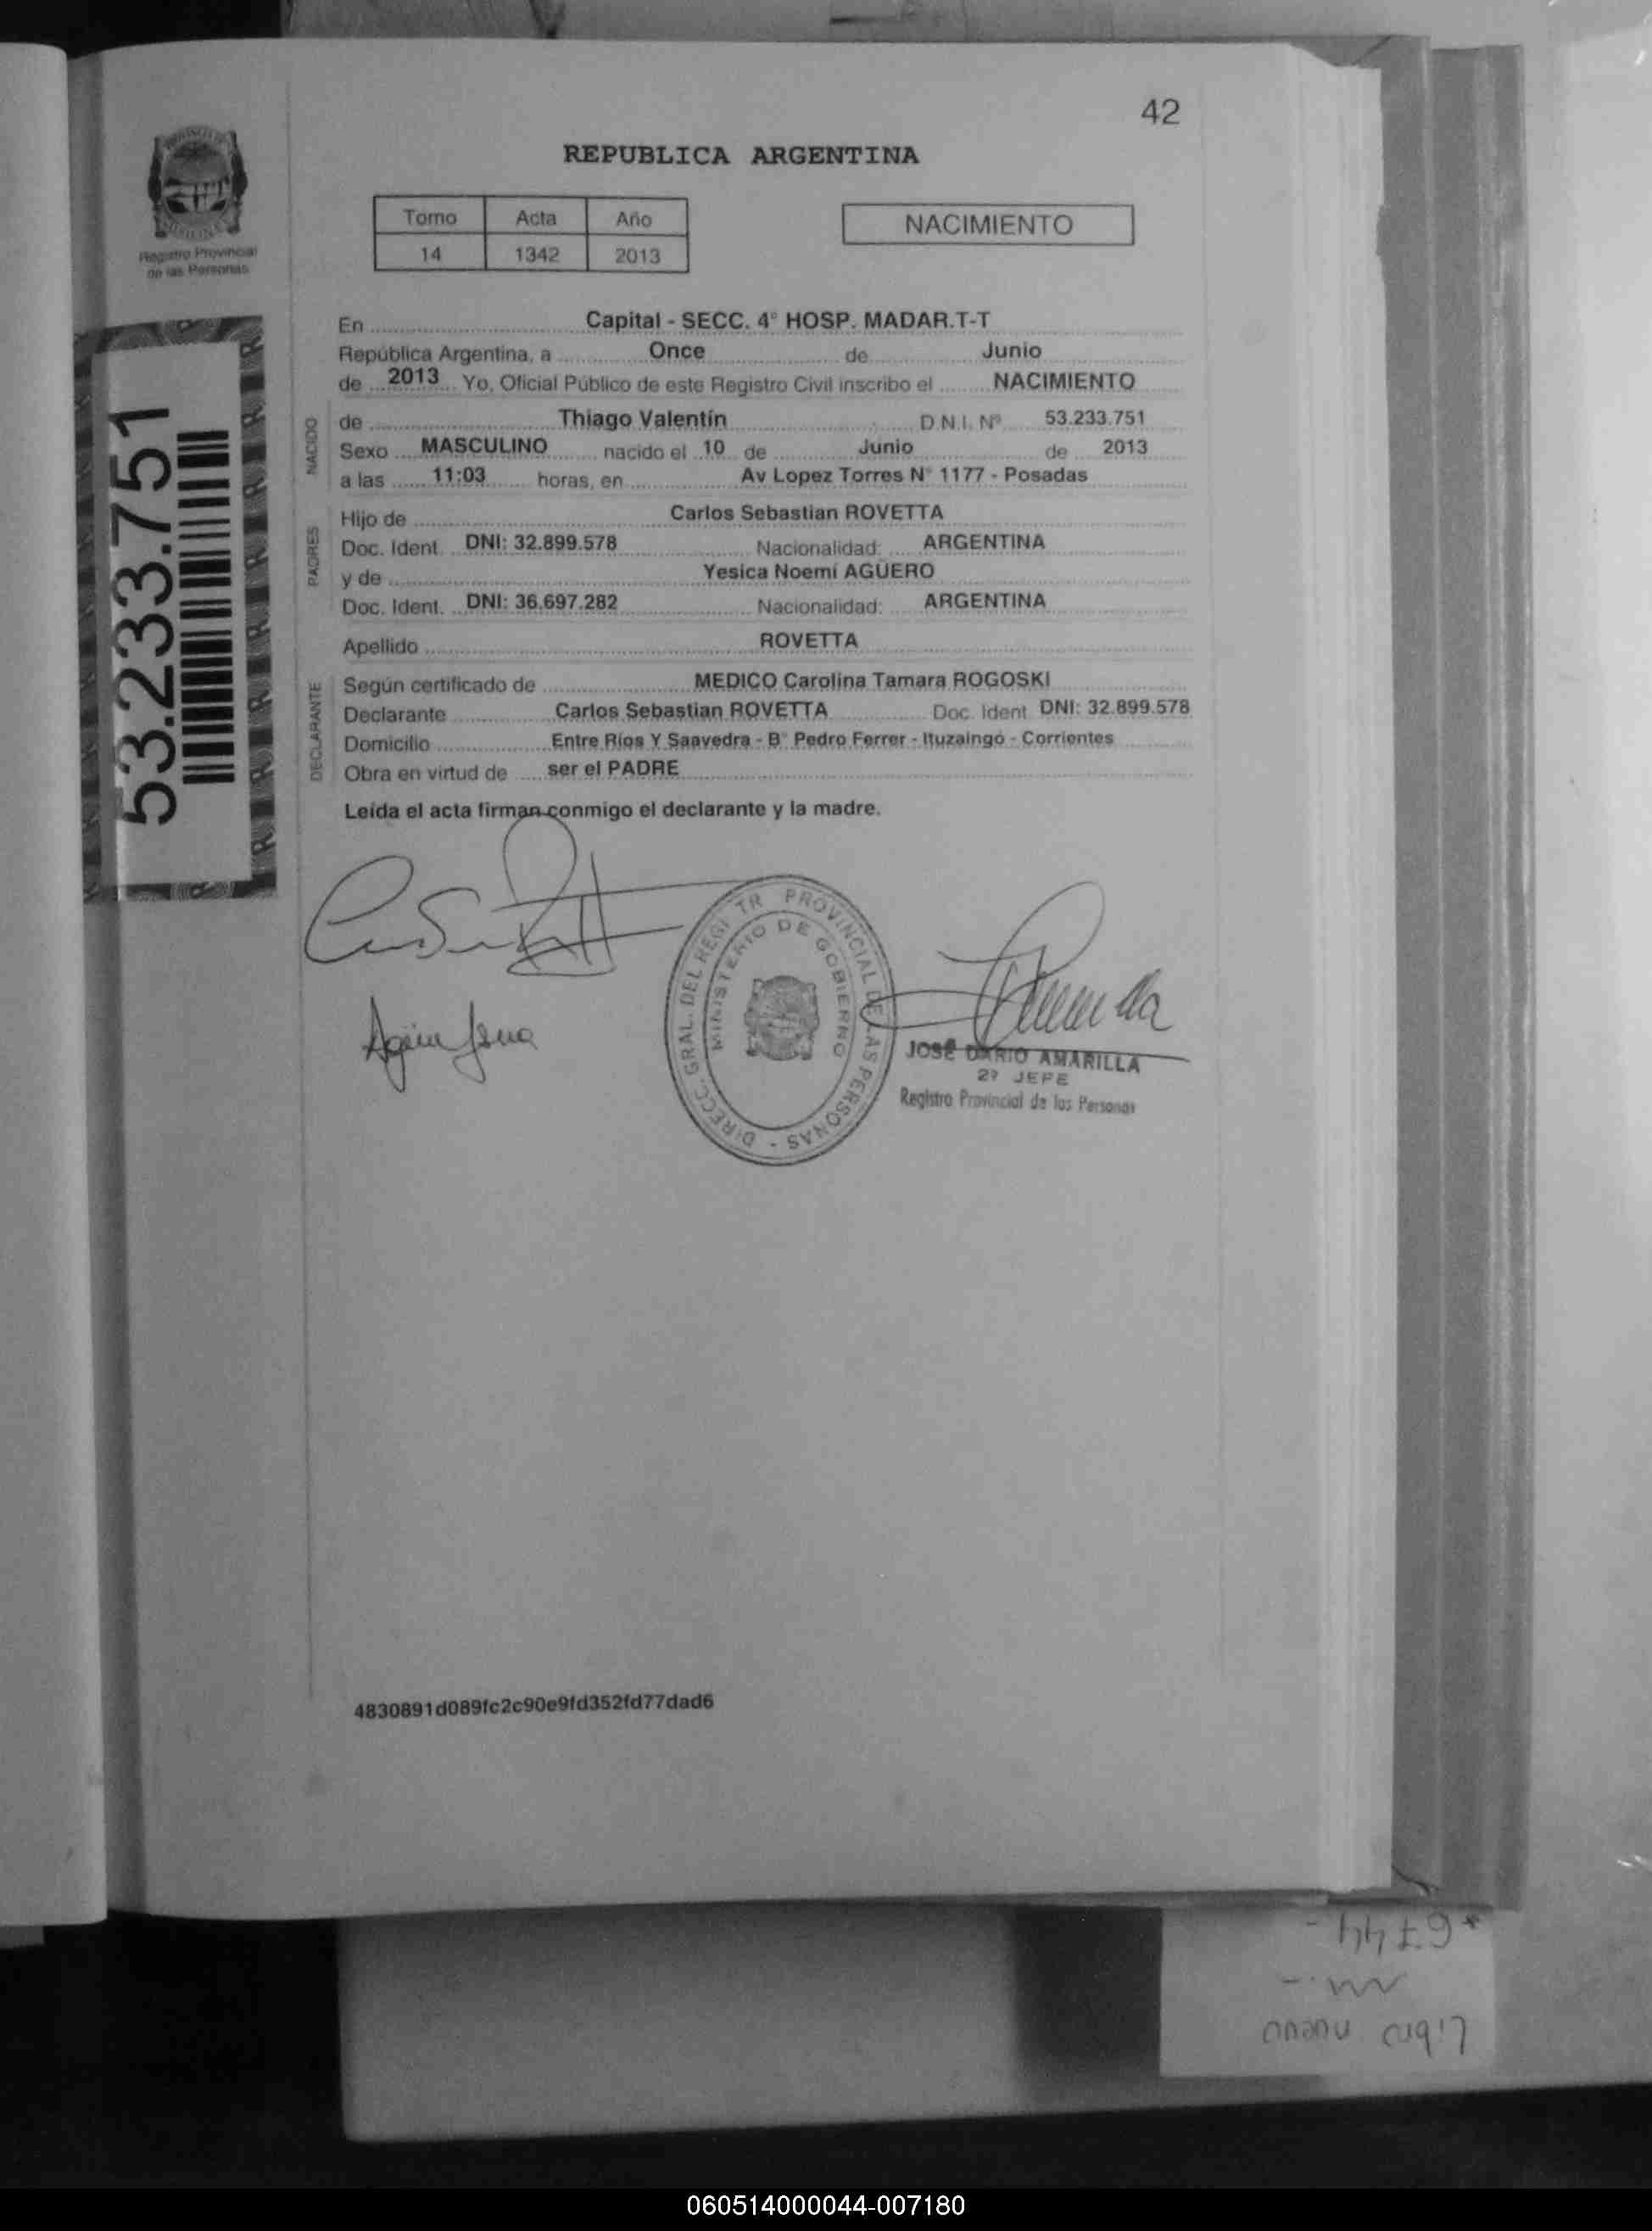 42
REPUBLICA ARGENTINA
Registro Provincial
de las Personas
Tomo Acta Año
14 1342 2013
NACIMIENTO
53.233.751
En Capital - SECC. 4° HOSP. MADAR.T-T
República Argentina, a Once de Junio
de 2013 Yo, Oficial Público de este Registro Civil inscribo el NACIMIENTO
NACIDO
de Thiago Valentín D.N.I. Nº 53.233.751
Sexo MASCULINO nacido el 10 de Junio de 2013
a las 11:03 horas, en Av Lopez Torres N° 1177 - Posadas
PADRES
Hijo de Carlos Sebastian ROVETTA
Doc. Ident. DNI: 32.899.578 Nacionalidad: ARGENTINA
y de Yesica Noemí AGÜERO
Doc. Ident. DNI: 36.697.282 Nacionalidad: ARGENTINA
Apellido ROVETTA
DECLARANTE
Según certificado de MEDICO Carolina Tamara ROGOSKI
Declarante Carlos Sebastian ROVETTA Doc. Ident. DNI: 32.899.578
Domicilio Entre Ríos Y Saavedra - B° Pedro Ferrer - Ituzaingó - Corrientes
Obra en virtud de ser el PADRE
Leída el acta firman conmigo el declarante y la madre.
DIRECC. GRAL. DEL REGI TR PROVINCIAL DE LAS PERSONAS -
MINISTERIO DE GOBIERNO
JOSÉ DARIO AMARILLA
2º JEFE
Registro Provincial de las Personas
4830891d089fc2c90e9fd352fd77dad6
*6744-
Libro nuevo
060514000044-007180